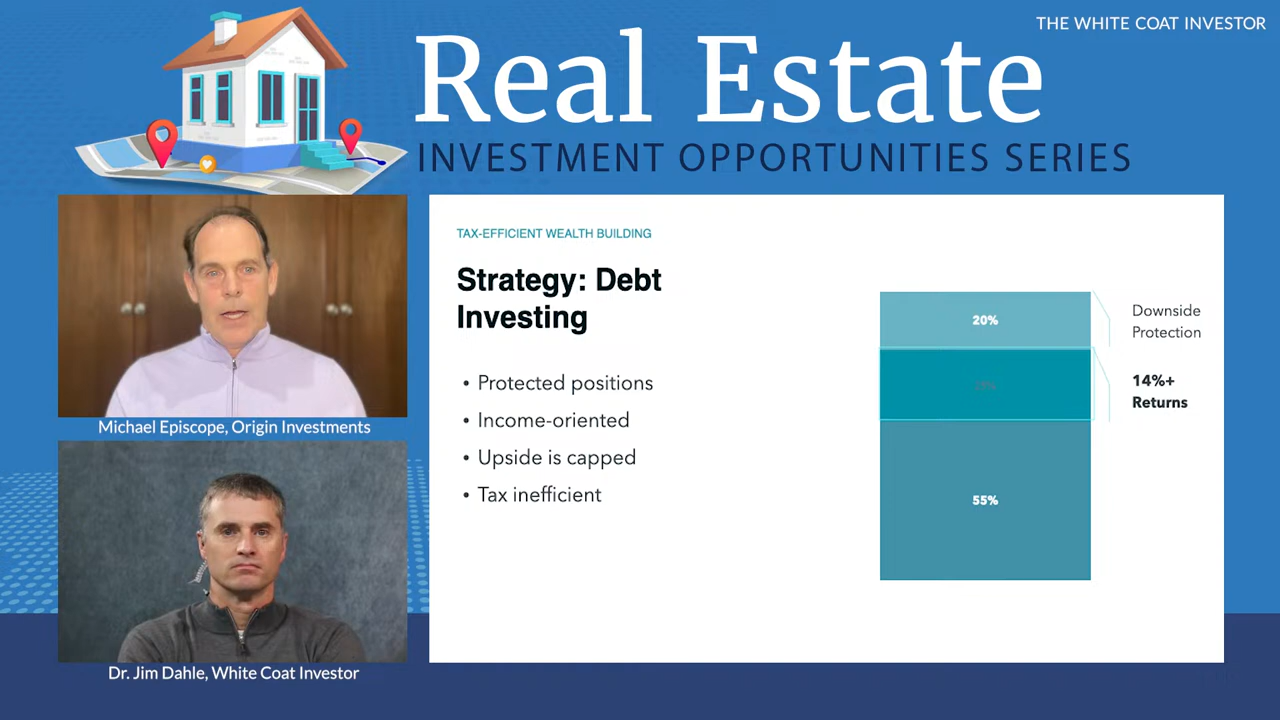 THE WHITE COAT INVESTOR
Real Estate
INVESTMENT OPPORTUNITIES SERIES
Michael Episcope, Origin Investments
Dr. Jim Dahle, White Coat Investor
TAX-EFFICIENT WEALTH BUILDING
Strategy: Debt
Investing
• Protected positions
• Income-oriented
• Upside is capped
• Tax inefficient
20%
55%
Downside
Protection
14%+
Returns